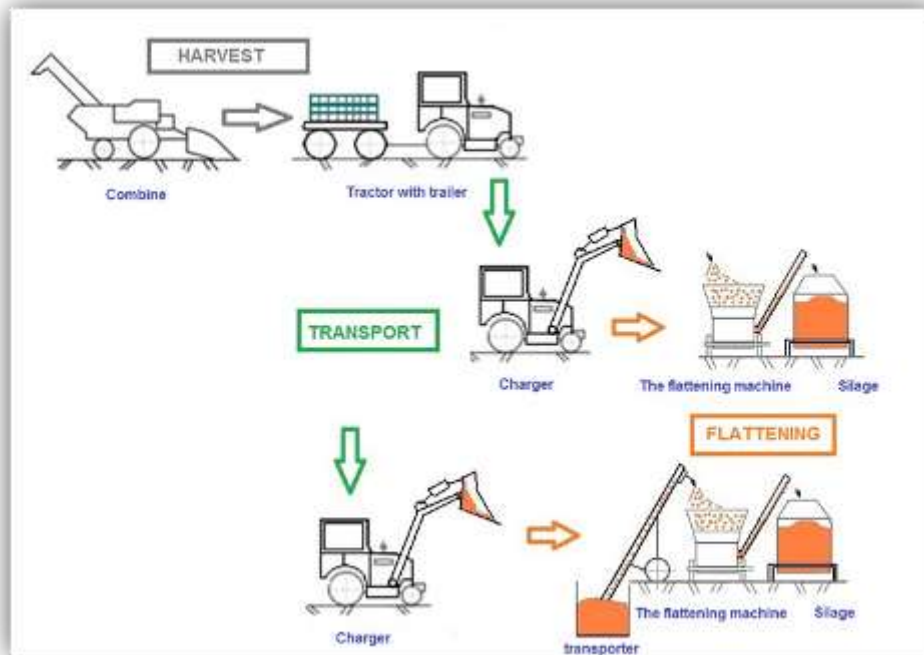 HARVEST
Combine
Tractor with trailer
TRANSPORT
Charger
The flattening machine
Silage
FLATTENING
Charger
The flattening machine
Silage
transporter